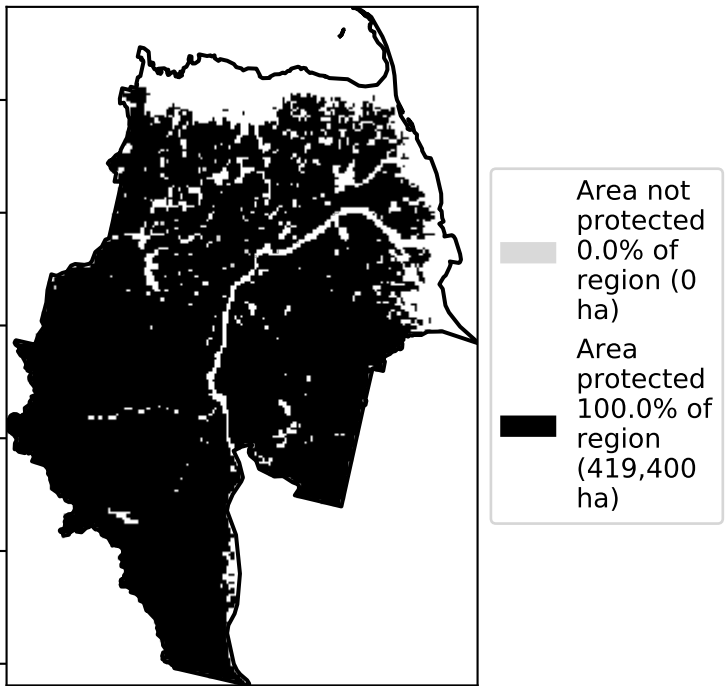 Area not
protected
0.0% of
region (0
ha)
Area
protected
100.0% of
region
(419,400
ha)